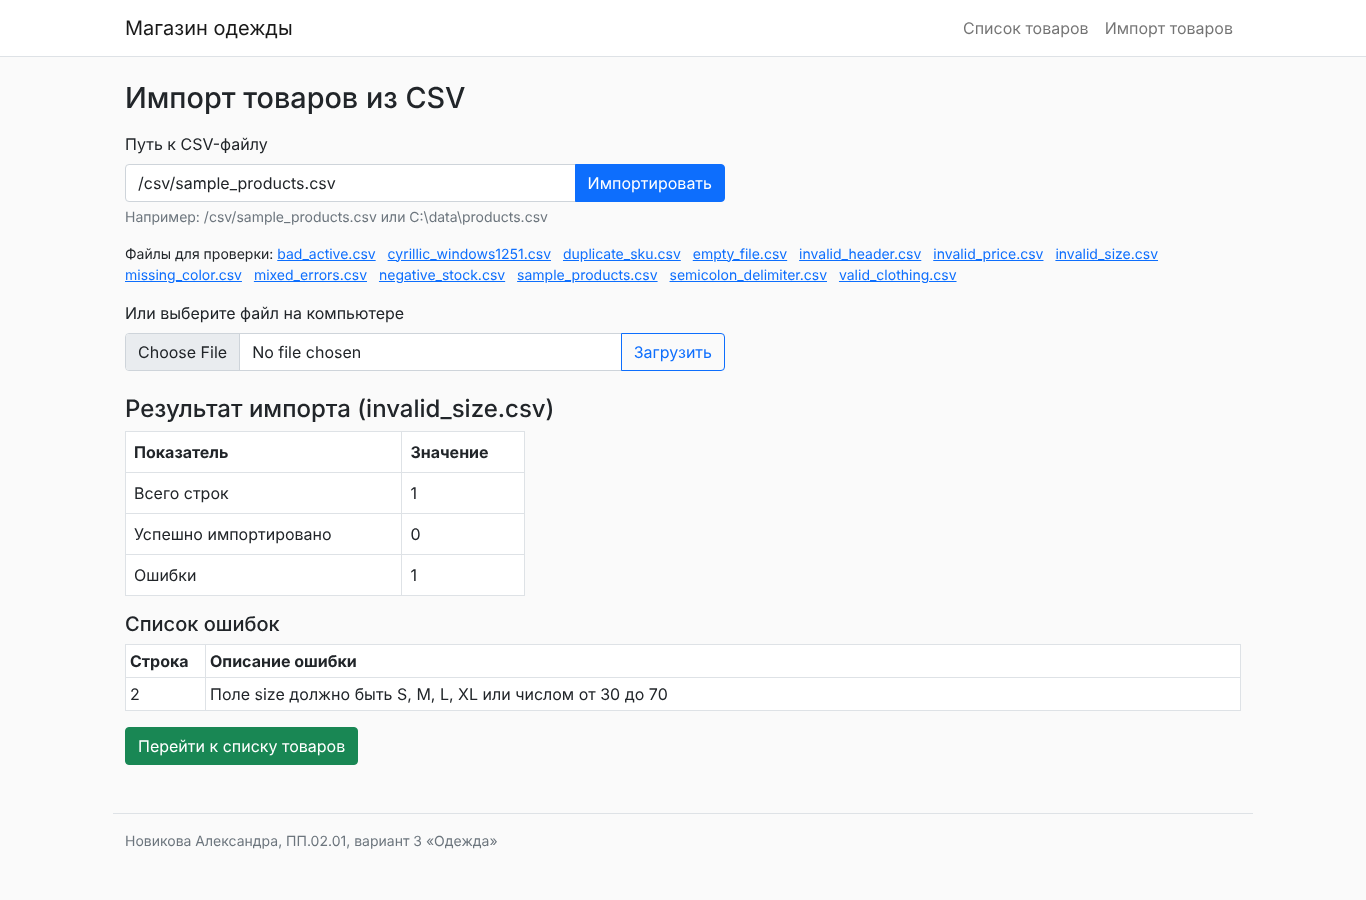 Магазин одежды
Список товаров Импорт товаров
Импорт товаров из CSV
Путь к CSV-файлу
/csv/sample_products.csv Импортировать
Например: /csv/sample_products.csv или C:\data\products.csv
Файлы для проверки: bad_active.csv cyrillic_windows1251.csv duplicate_sku.csv empty_file.csv invalid_header.csv invalid_price.csv invalid_size.csv
missing_color.csv mixed_errors.csv negative_stock.csv sample_products.csv semicolon_delimiter.csv valid_clothing.csv
Или выберите файл на компьютере
Choose File No file chosen Загрузить
Результат импорта (invalid_size.csv)
Показатель Значение
Всего строк 1
Успешно импортировано 0
Ошибки 1
Список ошибок
Строка Описание ошибки
2 Поле size должно быть S, M, L, XL или числом от 30 до 70
Перейти к списку товаров
Новикова Александра, ПП.02.01, вариант 3 «Одежда»